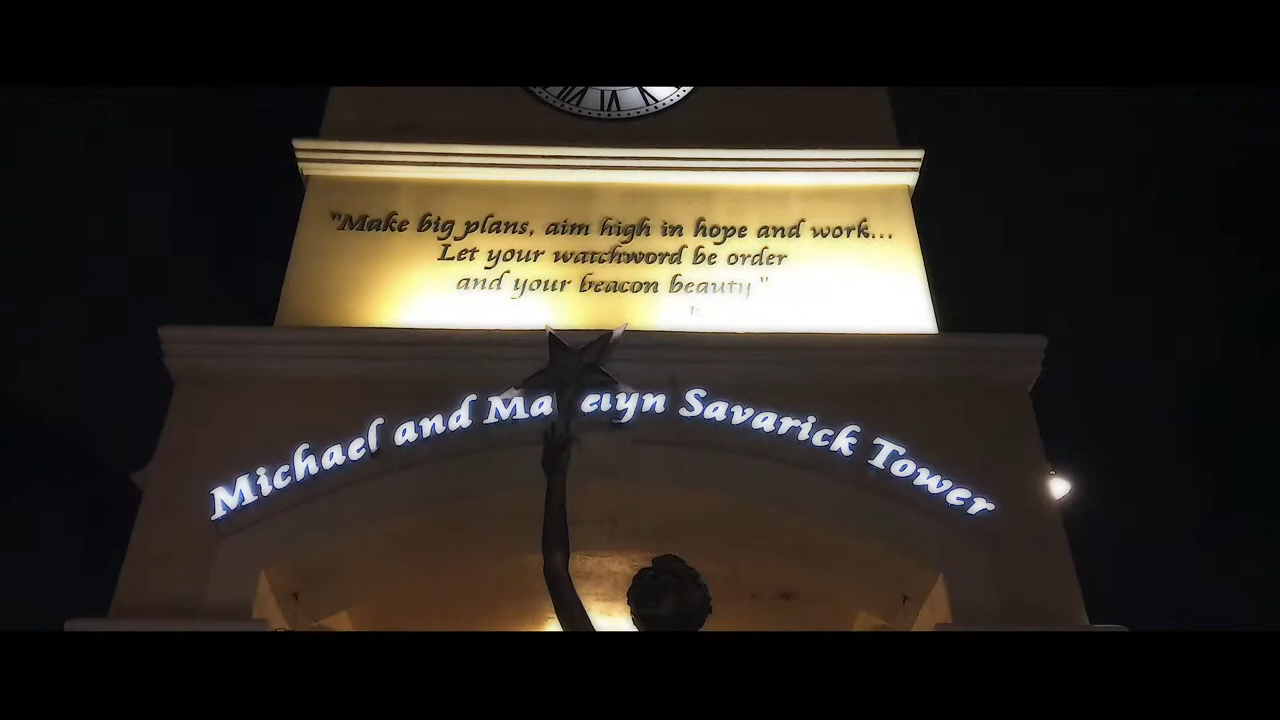 "Make big plans, aim high in hope and work...
Let your watchword be order
and your beacon beauty"
Michael and Savarick Tower